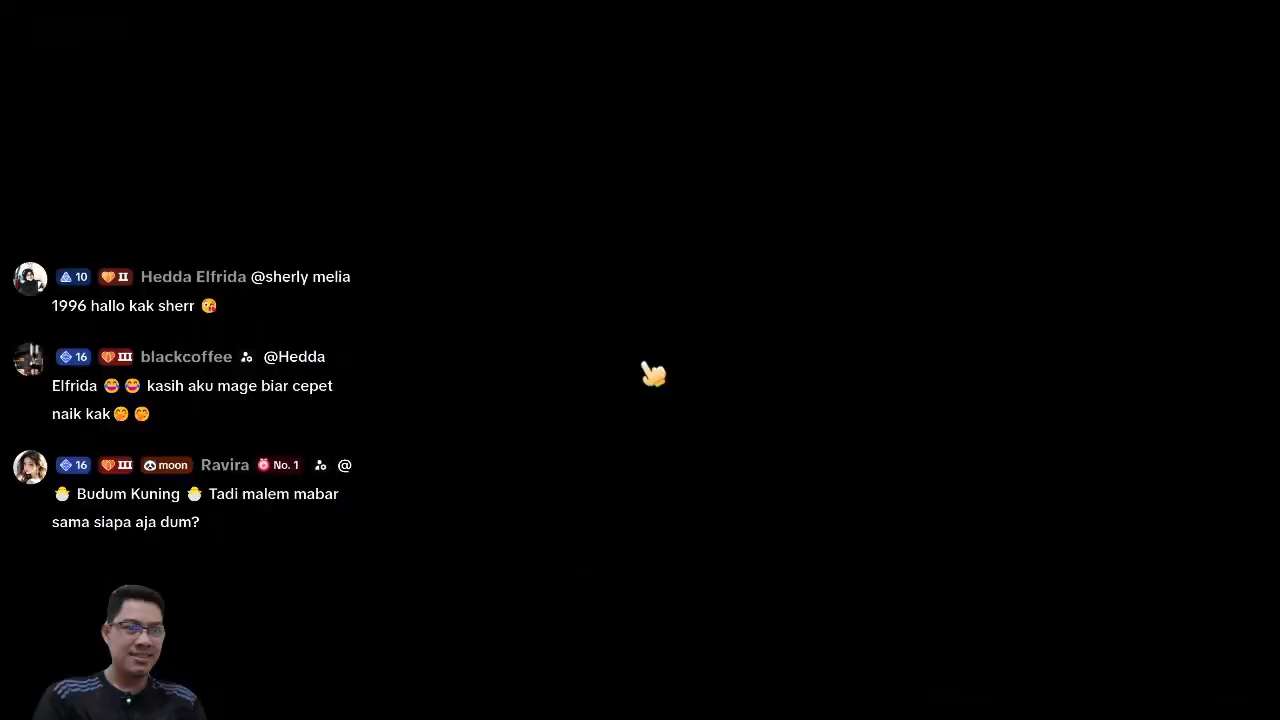 10 II Hedda Elfrida @sherly melia
1996 hallo kak sherr 😘
16 III blackcoffee @Hedda
Elfrida 😂 😂 kasih aku mage biar cepet
naik kak🤭 🤭
16 III moon Ravira No. 1 @
🐣 Budum Kuning 🐣 Tadi malem mabar
sama siapa aja dum?